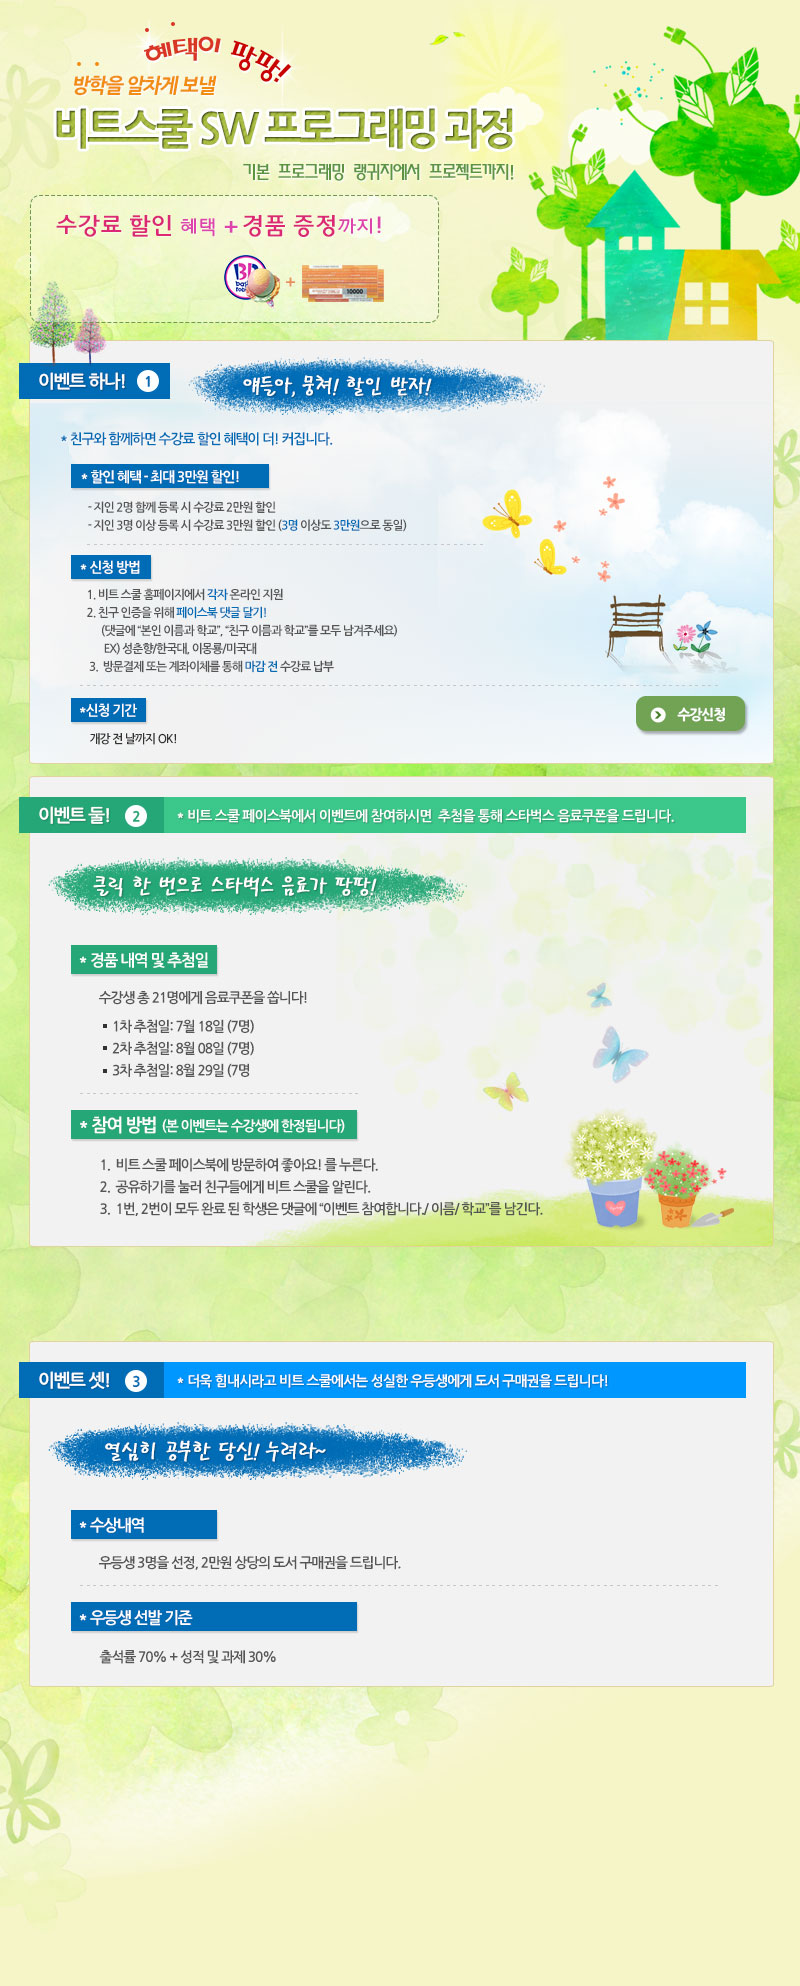 혜택이 팡팡!
방학을 알차게 보낼
비트스쿨 SW 프로그래밍 과정
기본 프로그래밍 랭귀지에서 프로젝트까지!
수강료 할인 혜택 + 경품 증정까지!
BR
+
10000
이벤트 하나! 1
얘들아, 뭉쳐! 할인 받자!
* 친구와 함께하면 수강료 할인 혜택이 더! 커집니다.
* 할인 혜택 - 최대 3만원 할인!
- 지인 2명 함께 등록 시 수강료 2만원 할인
- 지인 3명 이상 등록 시 수강료 3만원 할인 (3명 이상도 3만원으로 동일)
* 신청 방법
1. 비트 스쿨 홈페이지에서 각자 온라인 지원
2. 친구 인증을 위해 페이스북 댓글 달기!
(댓글에 “본인 이름과 학교”, “친구 이름과 학교”를 모두 남겨주세요)
EX) 성춘향/한국대, 이몽룡/미국대
3. 방문결제 또는 계좌이체를 통해 마감 전 수강료 납부
*신청 기간
수강신청
개강 전 날까지 OK!
이벤트 둘! 2
* 비트 스쿨 페이스북에서 이벤트에 참여하시면 추첨을 통해 스타벅스 음료쿠폰을 드립니다.
클릭 한 번으로 스타벅스 음료가 팡팡!
* 경품 내역 및 추첨일
수강생 총 21명에게 음료쿠폰을 쏩니다!
▪ 1차 추첨일: 7월 18일 (7명)
▪ 2차 추첨일: 8월 08일 (7명)
▪ 3차 추첨일: 8월 29일 (7명
* 참여 방법 (본 이벤트는 수강생에 한정됩니다)
1. 비트 스쿨 페이스북에 방문하여 좋아요! 를 누른다.
2. 공유하기를 눌러 친구들에게 비트 스쿨을 알린다.
3. 1번, 2번이 모두 완료 된 학생은 댓글에 “이벤트 참여합니다./ 이름/ 학교”를 남긴다.
이벤트 셋! 3
* 더욱 힘내시라고 비트 스쿨에서는 성실한 우등생에게 도서 구매권을 드립니다!
열심히 공부한 당신! 누려라~
* 수상내역
우등생 3명을 선정, 2만원 상당의 도서 구매권을 드립니다.
* 우등생 선발 기준
출석률 70% + 성적 및 과제 30%